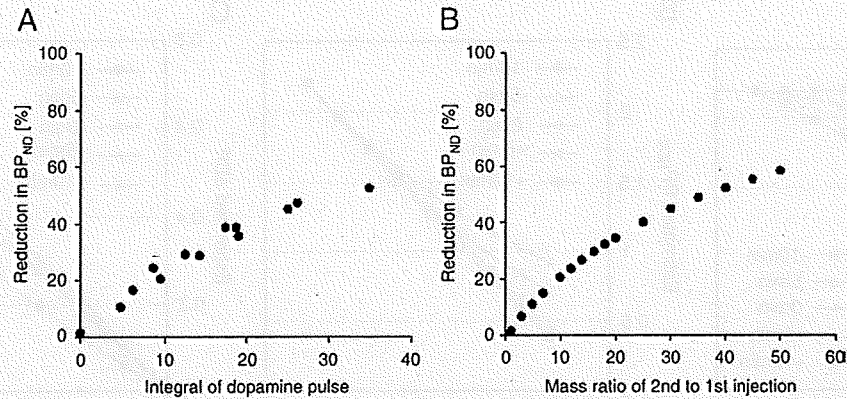 A
Reduction in BPND [%]
100
80
60
40
20
0
0 10 20 30 40
Integral of dopamine pulse
B
Reduction in BPND [%]
100
80
60
40
20
0
0 10 20 30 40 50 60
Mass ratio of 2nd to 1st injection